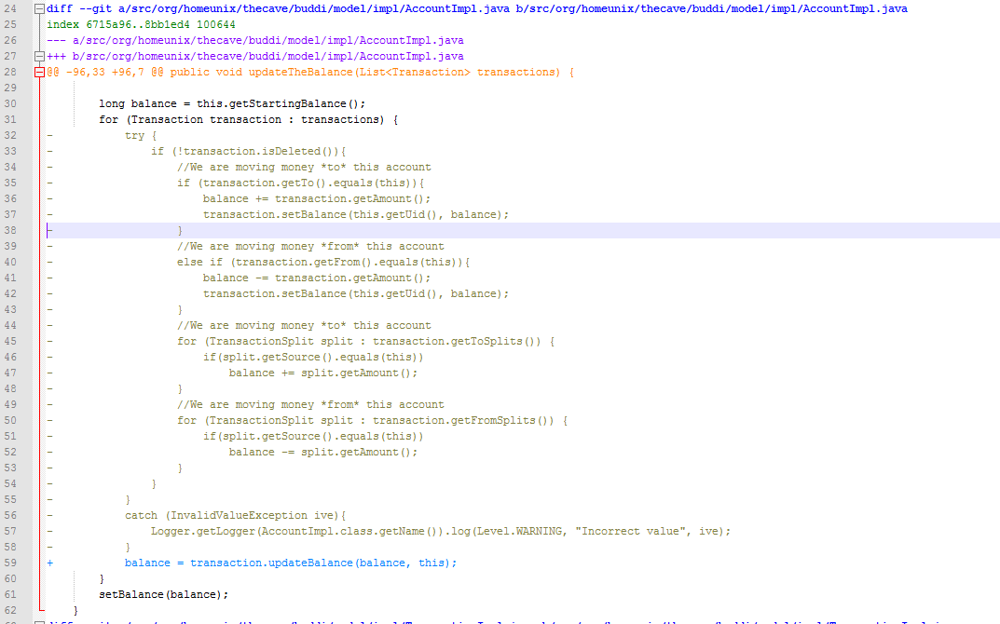 24 diff --git a/src/org/homeunix/thecave/buddi/model/impl/AccountImpl.java b/src/org/homeunix/thecave/buddi/model/impl/AccountImpl.java
25 index 6715a96..8bb1ed4 100644
26 --- a/src/org/homeunix/thecave/buddi/model/impl/AccountImpl.java
27 +++ b/src/org/homeunix/thecave/buddi/model/impl/AccountImpl.java
28 @@ -96,33 +96,7 @@ public void updateTheBalance(List<Transaction> transactions) {
29
30 long balance = this.getStartingBalance();
31 for (Transaction transaction : transactions) {
32 - try {
33 - if (!transaction.isDeleted()){
34 - //We are moving money *to* this account
35 - if (transaction.getTo().equals(this)){
36 - balance += transaction.getAmount();
37 - transaction.setBalance(this.getUid(), balance);
38 - }
39 - //We are moving money *from* this account
40 - else if (transaction.getFrom().equals(this)){
41 - balance -= transaction.getAmount();
42 - transaction.setBalance(this.getUid(), balance);
43 - }
44 - //We are moving money *to* this account
45 - for (TransactionSplit split : transaction.getToSplits()) {
46 - if(split.getSource().equals(this))
47 - balance += split.getAmount();
48 - }
49 - //We are moving money *from* this account
50 - for (TransactionSplit split : transaction.getFromSplits()) {
51 - if(split.getSource().equals(this))
52 - balance -= split.getAmount();
53 - }
54 - }
55 - }
56 - catch (InvalidValueException ive){
57 - Logger.getLogger(AccountImpl.class.getName()).log(Level.WARNING, "Incorrect value", ive);
58 - }
59 + balance = transaction.updateBalance(balance, this);
60 }
61 setBalance(balance);
62 }